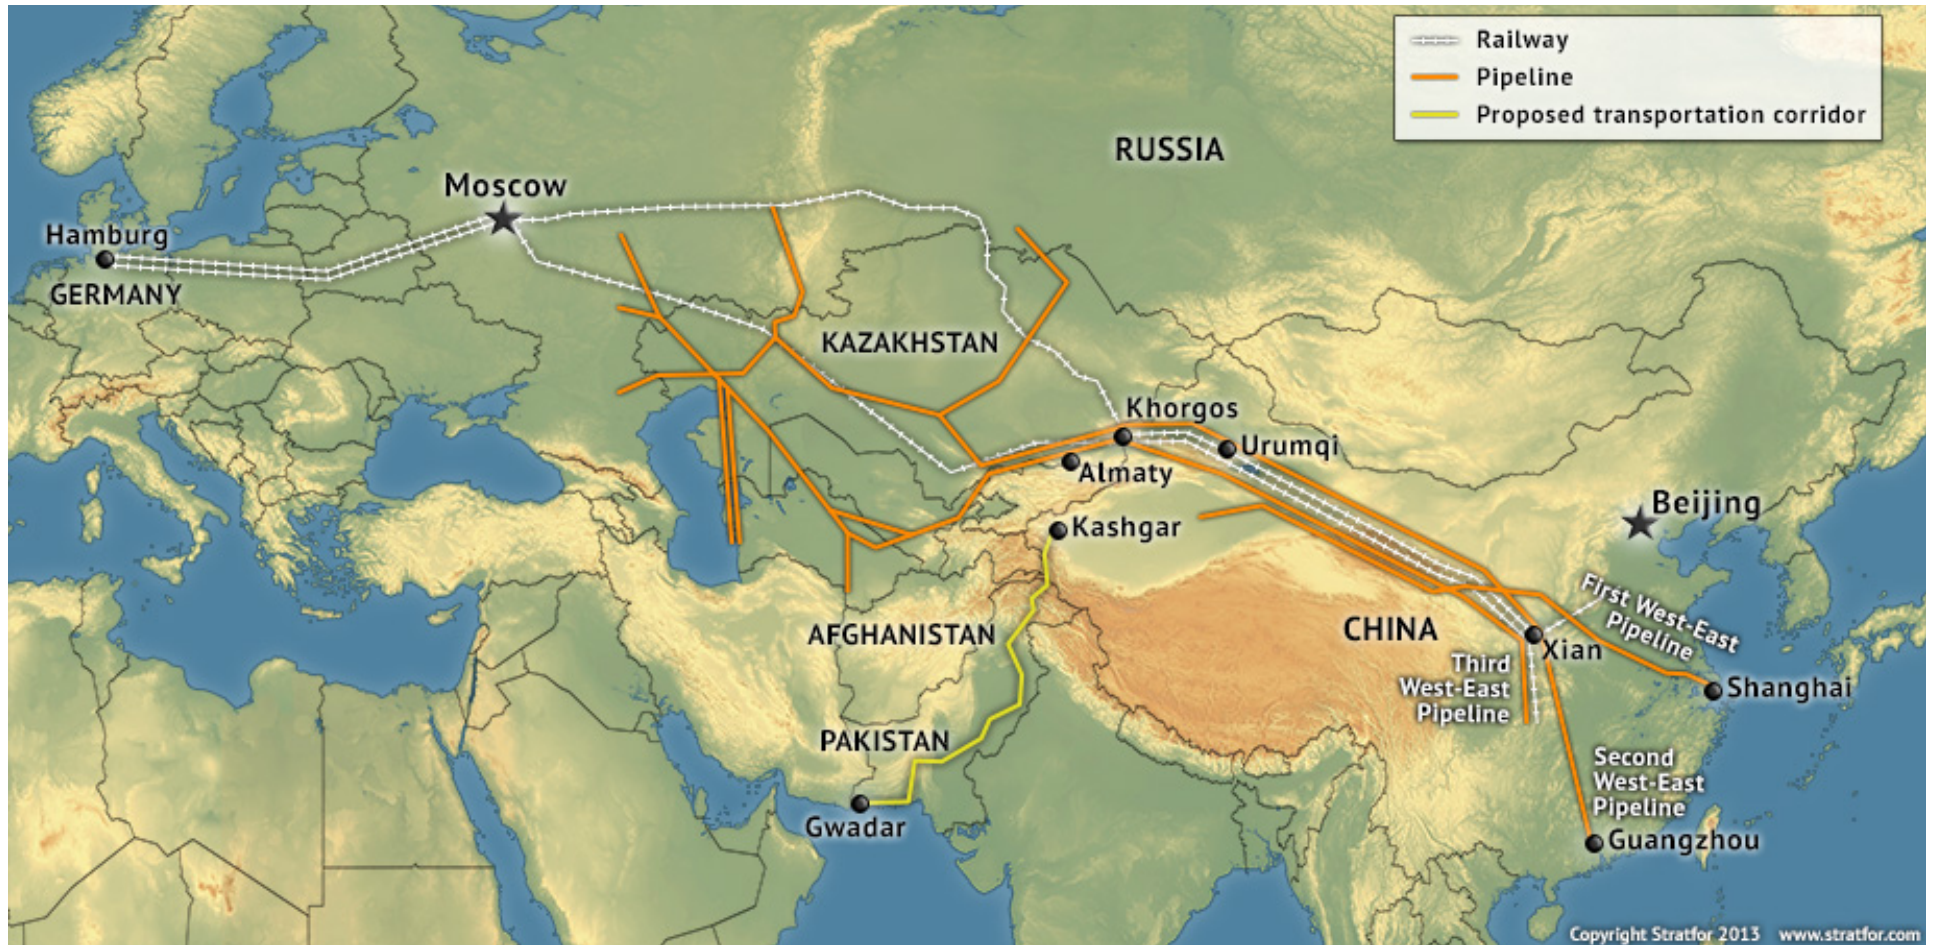 Railway
Pipeline
Proposed transportation corridor
RUSSIA
Moscow
Hamburg
GERMANY
KAZAKHSTAN
Khorgos
Urumqi
Almaty
Beijing
Kashgar
First West-East
Pipeline
AFGHANISTAN
CHINA
Xian
Third
West-East
Pipeline
Shanghai
PAKISTAN
Second
West-East
Pipeline
Gwadar
Guangzhou
Copyright Stratfor 2013 www.stratfor.com